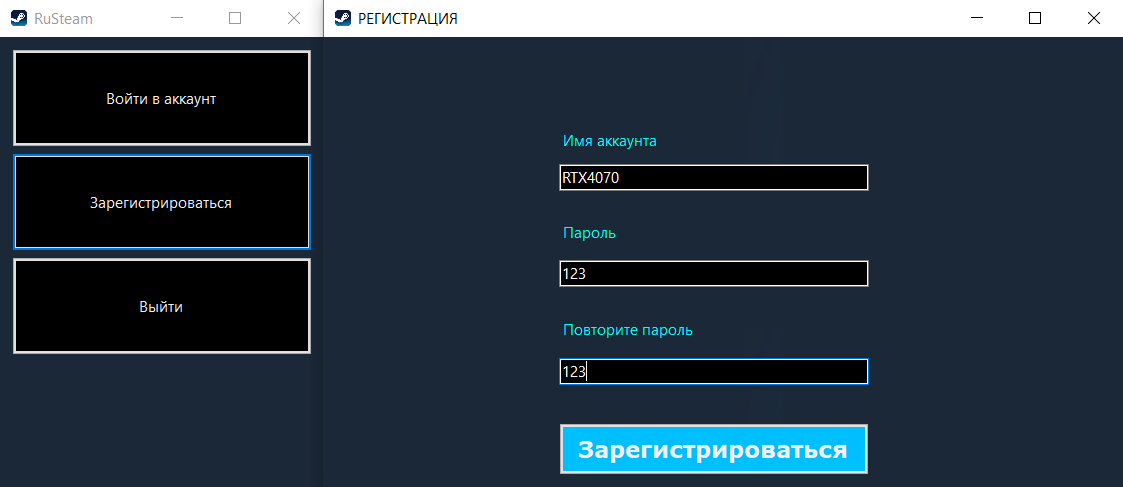 RuSteam
Войти в аккаунт
Зарегистрироваться
Выйти
РЕГИСТРАЦИЯ
Имя аккаунта
RTX4070
Пароль
123
Повторите пароль
123
Зарегистрироваться